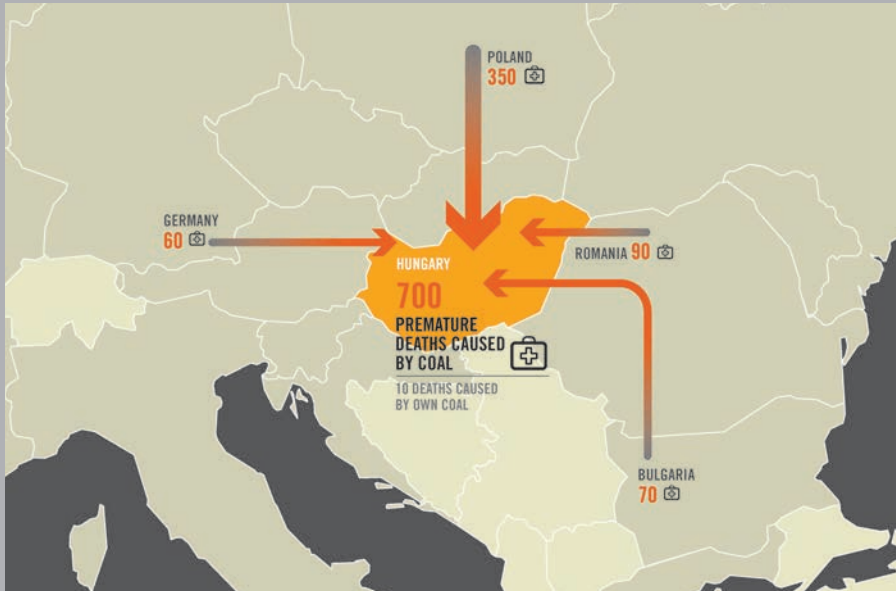 POLAND
350
GERMANY
60
ROMANIA 90
HUNGARY
700
PREMATURE
DEATHS CAUSED
BY COAL
10 DEATHS CAUSED
BY OWN COAL
BULGARIA
70